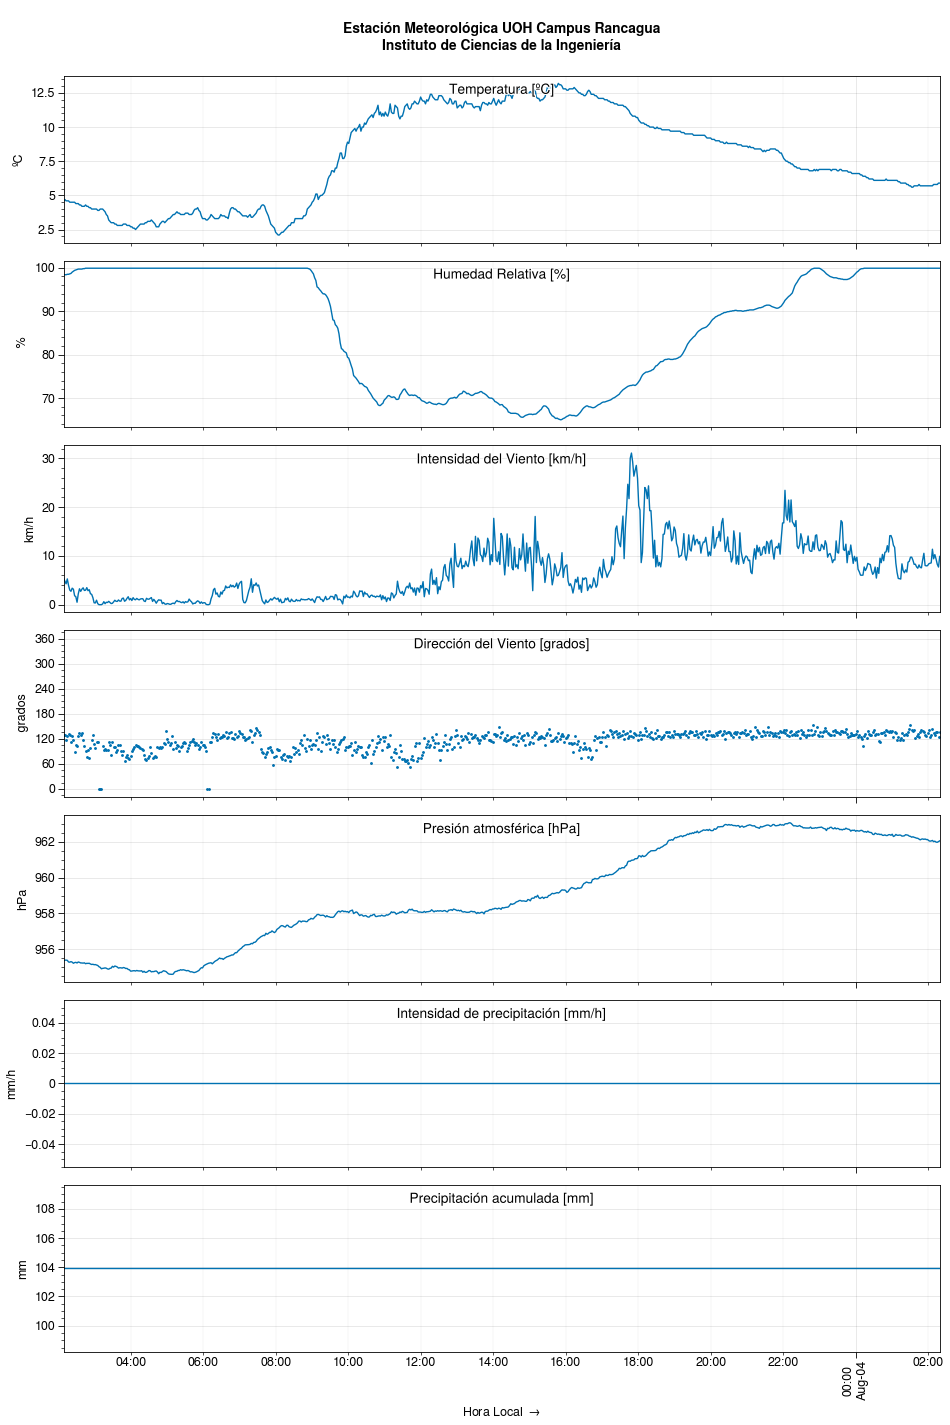 Estación Meteorológica UOH Campus Rancagua
Instituto de Ciencias de la Ingeniería
Temperatura [ºC]
12.5
10
7.5
5
2.5
ºC
Humedad Relativa [%]
100
90
80
70
%
Intensidad del Viento [km/h]
30
20
10
0
km/h
Dirección del Viento [grados]
360
300
240
180
120
60
0
grados
Presión atmosférica [hPa]
962
960
958
956
hPa
Intensidad de precipitación [mm/h]
0.04
0.02
0
−0.02
−0.04
mm/h
Precipitación acumulada [mm]
108
106
104
102
100
mm
04:00 06:00 08:00 10:00 12:00 14:00 16:00 18:00 20:00 22:00 00:00 02:00
Aug-04
Hora Local →